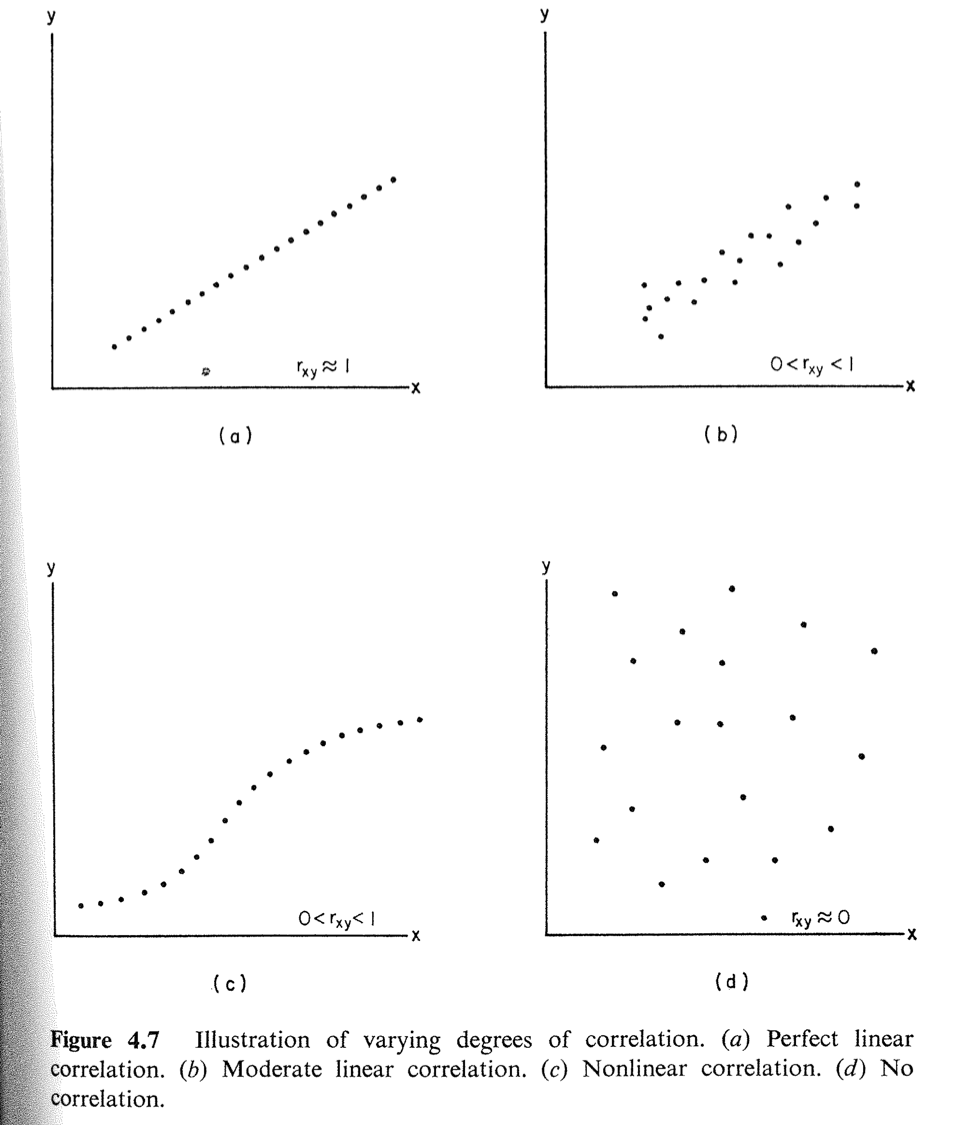 y
y
r_xy ≈ 1
x
0 < r_xy < 1
x
(a)
(b)
y
y
0 < r_xy < 1
x
r_xy ≈ 0
x
(c)
(d)
Figure 4.7 Illustration of varying degrees of correlation. (a) Perfect linear
correlation. (b) Moderate linear correlation. (c) Nonlinear correlation. (d) No
correlation.